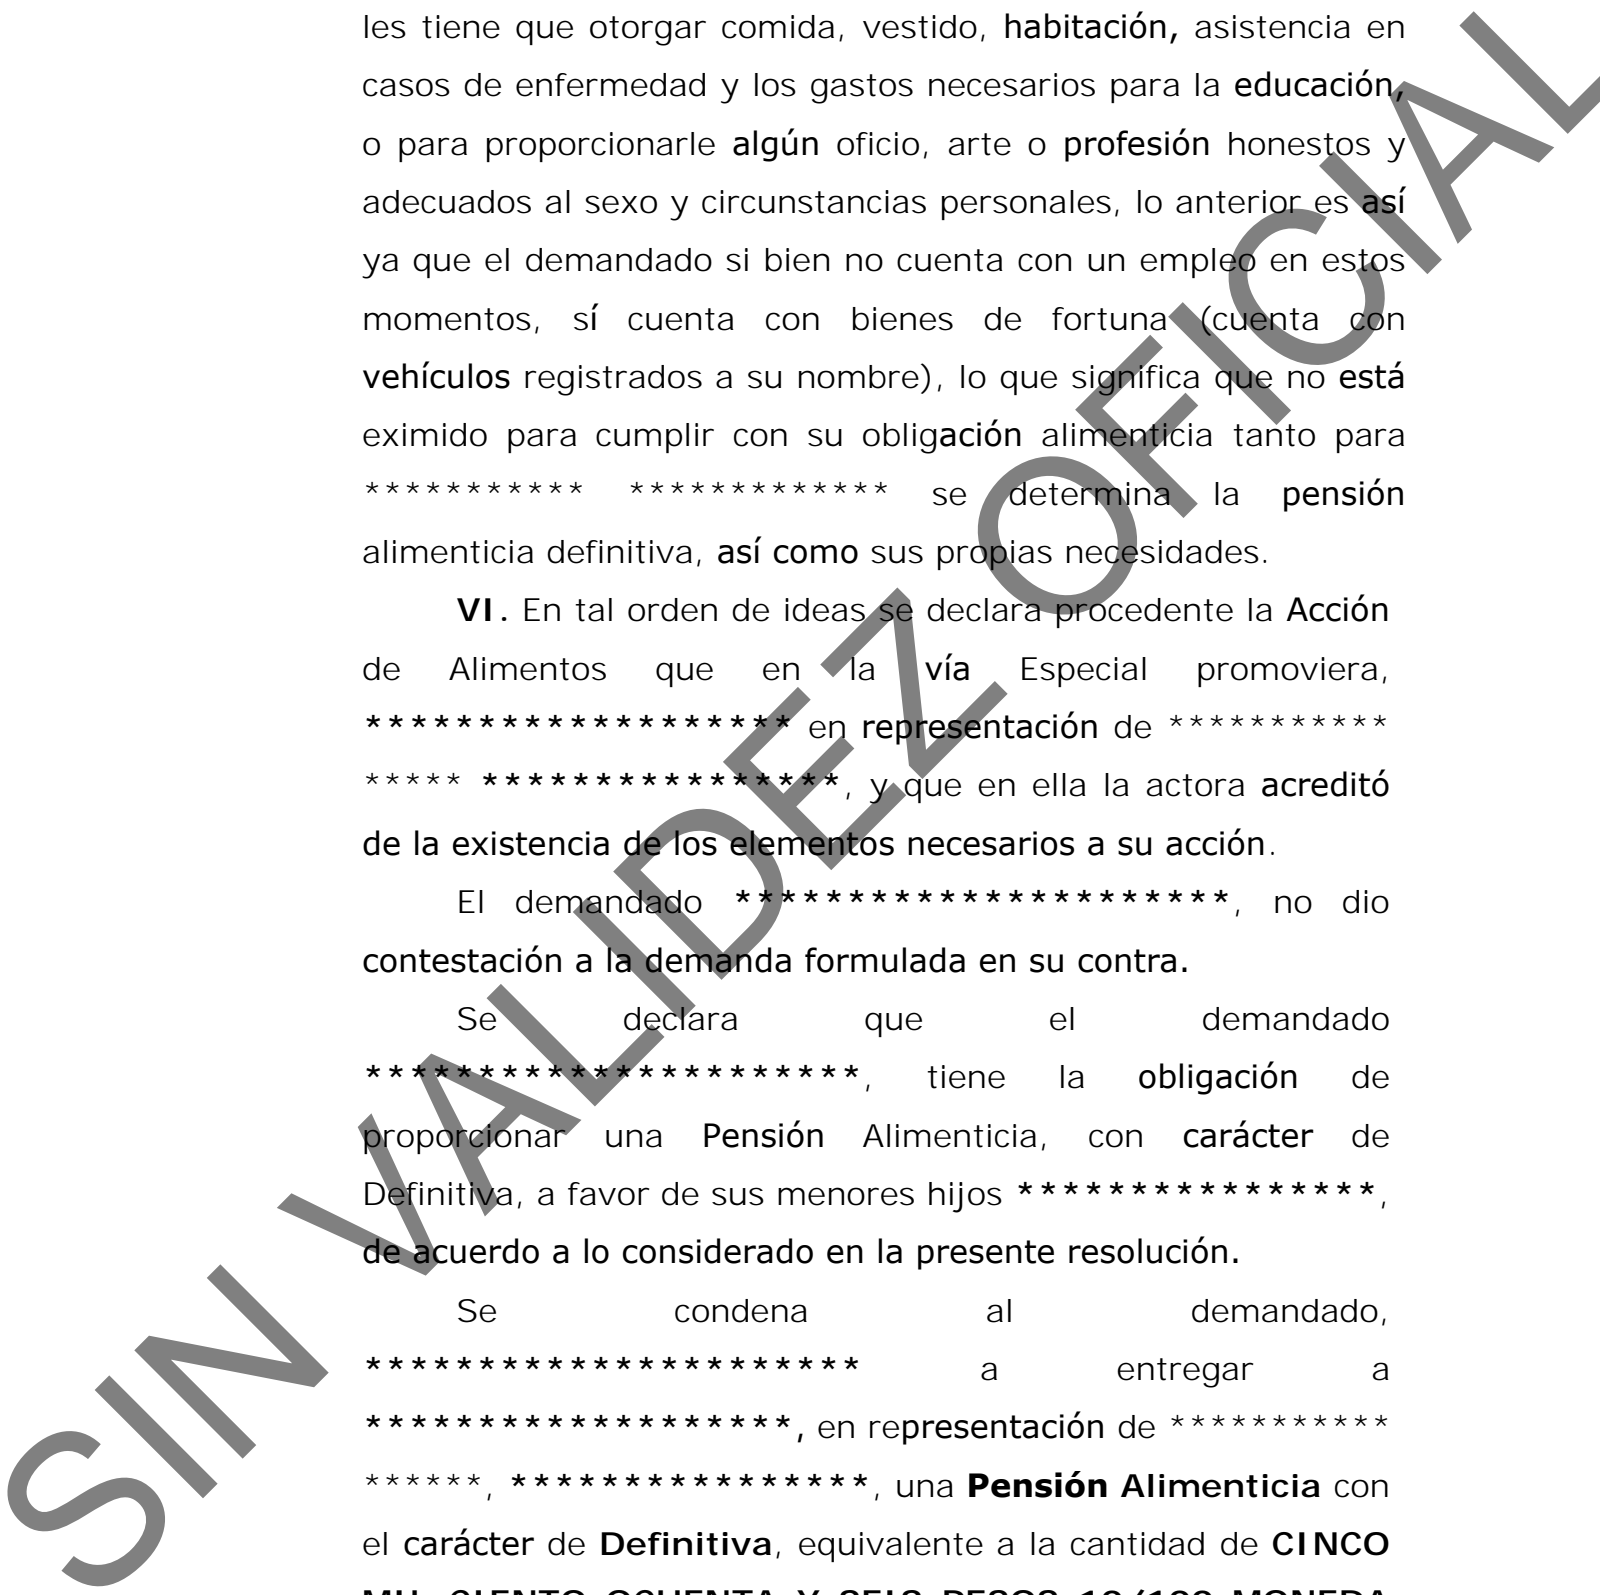 les tiene que otorgar comida, vestido, habitación, asistencia en
casos de enfermedad y los gastos necesarios para la educación,
o para proporcionarle algún oficio, arte o profesión honestos y
adecuados al sexo y circunstancias personales, lo anterior es así
ya que el demandado si bien no cuenta con un empleo en estos
momentos, sí cuenta con bienes de fortuna (cuenta con
vehículos registrados a su nombre), lo que significa que no está
eximido para cumplir con su obligación alimenticia tanto para
*********** ************* se determina la pensión
alimenticia definitiva, así como sus propias necesidades.
VI. En tal orden de ideas se declara procedente la Acción
de Alimentos que en la vía Especial promoviera,
******************* en representación de ***********
***** ****************, y que en ella la actora acreditó
de la existencia de los elementos necesarios a su acción.
El demandado **********************, no dio
contestación a la demanda formulada en su contra.
Se declara que el demandado
**********************, tiene la obligación de
proporcionar una Pensión Alimenticia, con carácter de
Definitiva, a favor de sus menores hijos ****************,
de acuerdo a lo considerado en la presente resolución.
Se condena al demandado,
********************** a entregar a
*******************, en representación de ***********
******, ****************, una Pensión Alimenticia con
el carácter de Definitiva, equivalente a la cantidad de CINCO
MIL CIENTO OCHENTA Y SEIS PESOS 10/100 MONEDA
SIN VALIDEZ OFICIAL